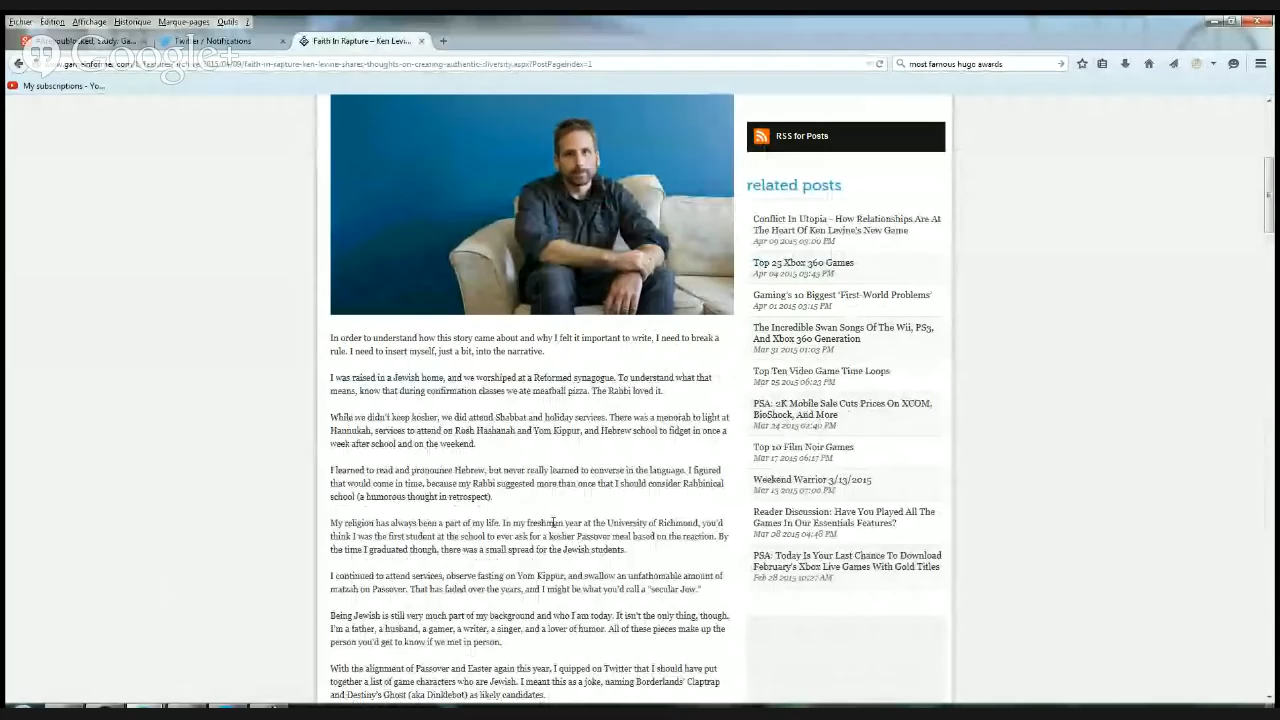 Fichier Édition Affichage Historique Marque-pages Outils ?
Twitter / Notifications
Faith In Rapture – Ken Levi...
Google+
faith-in-rapture-ken-levine-shares-thoughts-on-creating-authentic-diversity.aspx?PostPageIndex=1
most famous hugo awards
My subscriptions - Yo...
RSS for Posts
related posts
Conflict In Utopia - How Relationships Are At
The Heart Of Ken Levine's New Game
Apr 09 2015 03:00 PM
Top 25 Xbox 360 Games
Apr 04 2015 03:43 PM
Gaming's 10 Biggest 'First-World Problems'
Apr 01 2015 03:15 PM
The Incredible Swan Songs Of The Wii, PS3,
And Xbox 360 Generation
Mar 31 2015 01:03 PM
Top Ten Video Game Time Loops
Mar 25 2015 06:23 PM
PSA: 2K Mobile Sale Cuts Prices On XCOM,
BioShock, And More
Mar 24 2015 02:40 PM
Top 10 Film Noir Games
Mar 17 2015 06:17 PM
Weekend Warrior 3/13/2015
Mar 13 2015 07:00 PM
Reader Discussion: Have You Played All The
Games In Our Essentials Features?
Mar 08 2015 04:48 PM
PSA: Today Is Your Last Chance To Download
February's Xbox Live Games With Gold Titles
Feb 28 2015 10:27 AM
In order to understand how this story came about and why I felt it important to write, I need to break a
rule. I need to insert myself, just a bit, into the narrative.
I was raised in a Jewish home, and we worshiped at a Reformed synagogue. To understand what that
means, know that during confirmation classes we ate meatball pizza. The Rabbi loved it.
While we didn't keep kosher, we did attend Shabbat and holiday services. There was a menorah to light at
Hannukah, services to attend on Rosh Hashanah and Yom Kippur, and Hebrew school to fidget in once a
week after school and on the weekend.
I learned to read and pronounce Hebrew, but never really learned to converse in the language. I figured
that would come in time, because my Rabbi suggested more than once that I should consider Rabbinical
school (a humorous thought in retrospect).
My religion has always been a part of my life. In my freshman year at the University of Richmond, you'd
think I was the first student at the school to ever ask for a kosher Passover meal based on the reaction. By
the time I graduated though, there was a small spread for the Jewish students.
I continued to attend services, observe fasting on Yom Kippur, and swallow an unfathomable amount of
matzah on Passover. That has faded over the years, and I might be what you'd call a "secular Jew."
Being Jewish is still very much part of my background and who I am today. It isn't the only thing, though.
I'm a father, a husband, a gamer, a writer, a singer, and a lover of humor. All of these pieces make up the
person you'd get to know if we met in person.
With the alignment of Passover and Easter again this year, I quipped on Twitter that I should have put
together a list of game characters who are Jewish. I meant this as a joke, naming Borderlands' Claptrap
and Destiny's Ghost (aka Dinklebot) as likely candidates.